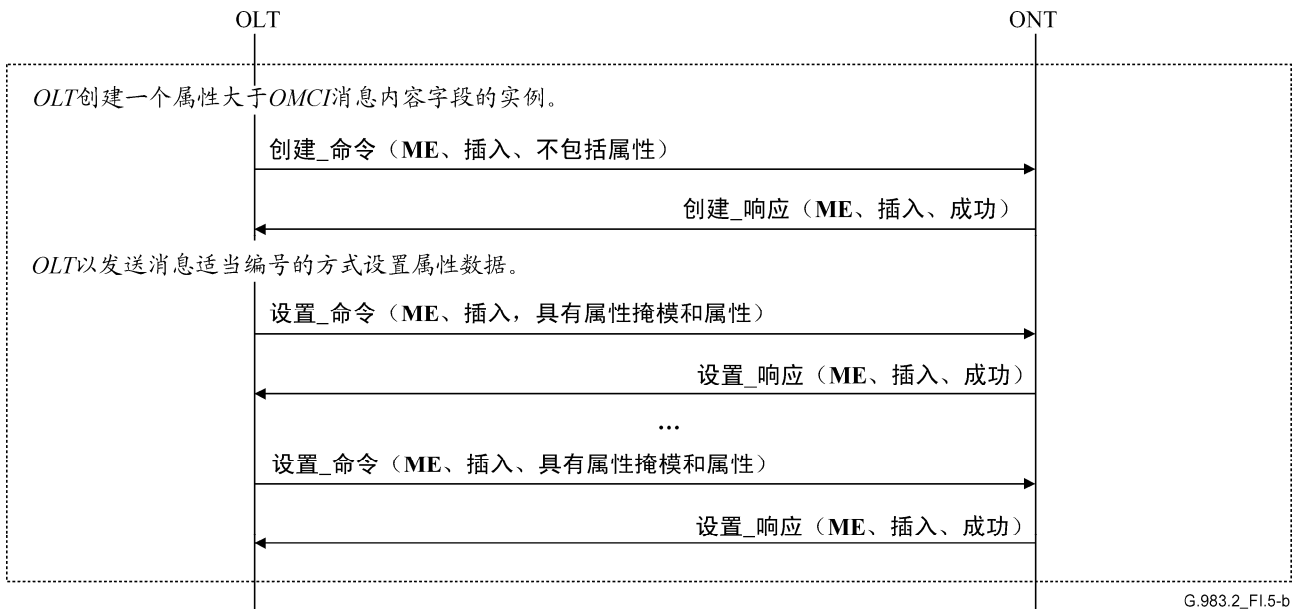 OLT
ONT
OLT创建一个属性大于OMCI消息内容字段的实例。
创建_命令（ME、插入、不包括属性）
创建_响应（ME、插入、成功）
OLT以发送消息适当编号的方式设置属性数据。
设置_命令（ME、插入，具有属性掩模和属性）
设置_响应（ME、插入、成功）
...
设置_命令（ME、插入、具有属性掩模和属性）
设置_响应（ME、插入、成功）
G.983.2_FI.5-b